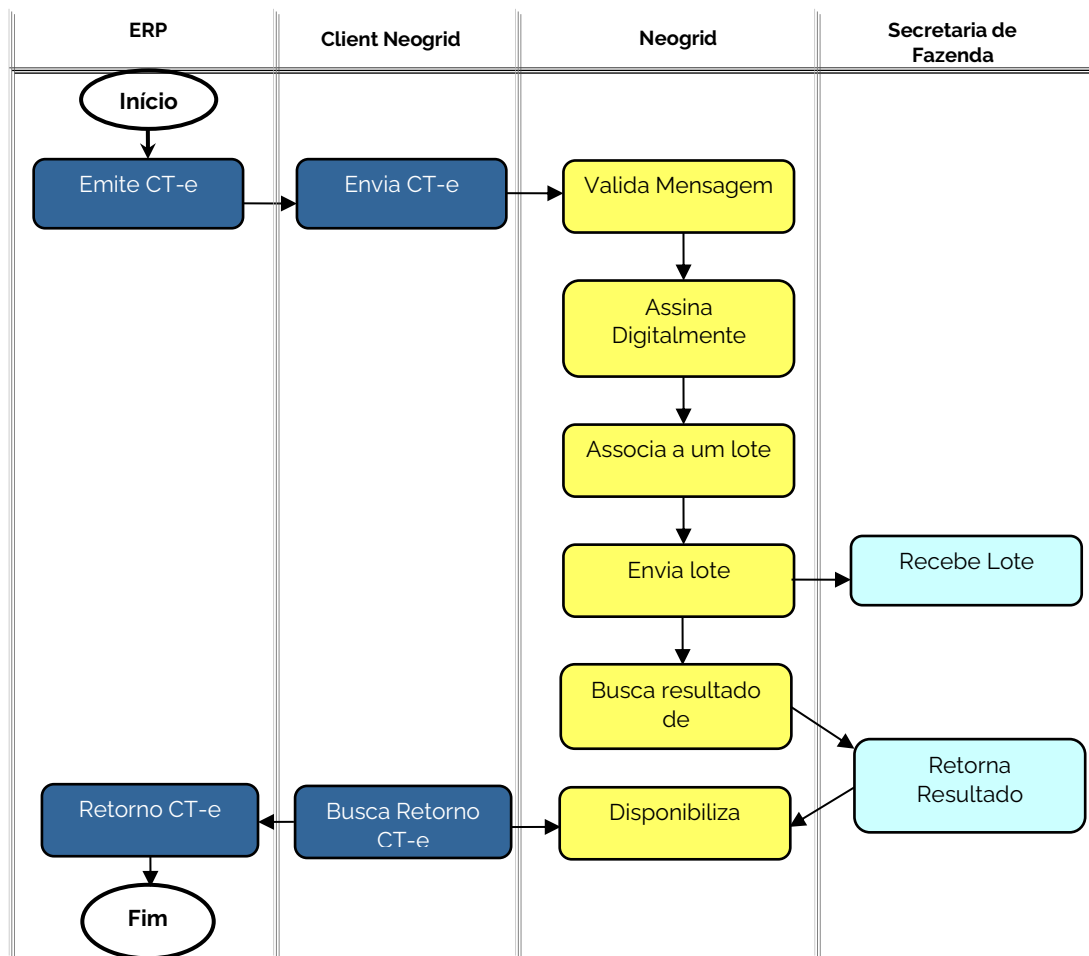 ERP
Client Neogrid
Neogrid
Secretaria de
Fazenda
Início
Emite CT-e
Envia CT-e
Valida Mensagem
Assina
Digitalmente
Associa a um lote
Envia lote
Recebe Lote
Busca resultado
de
Retorna
Resultado
Retorno CT-e
Busca Retorno
CT-e
Disponibiliza
Fim